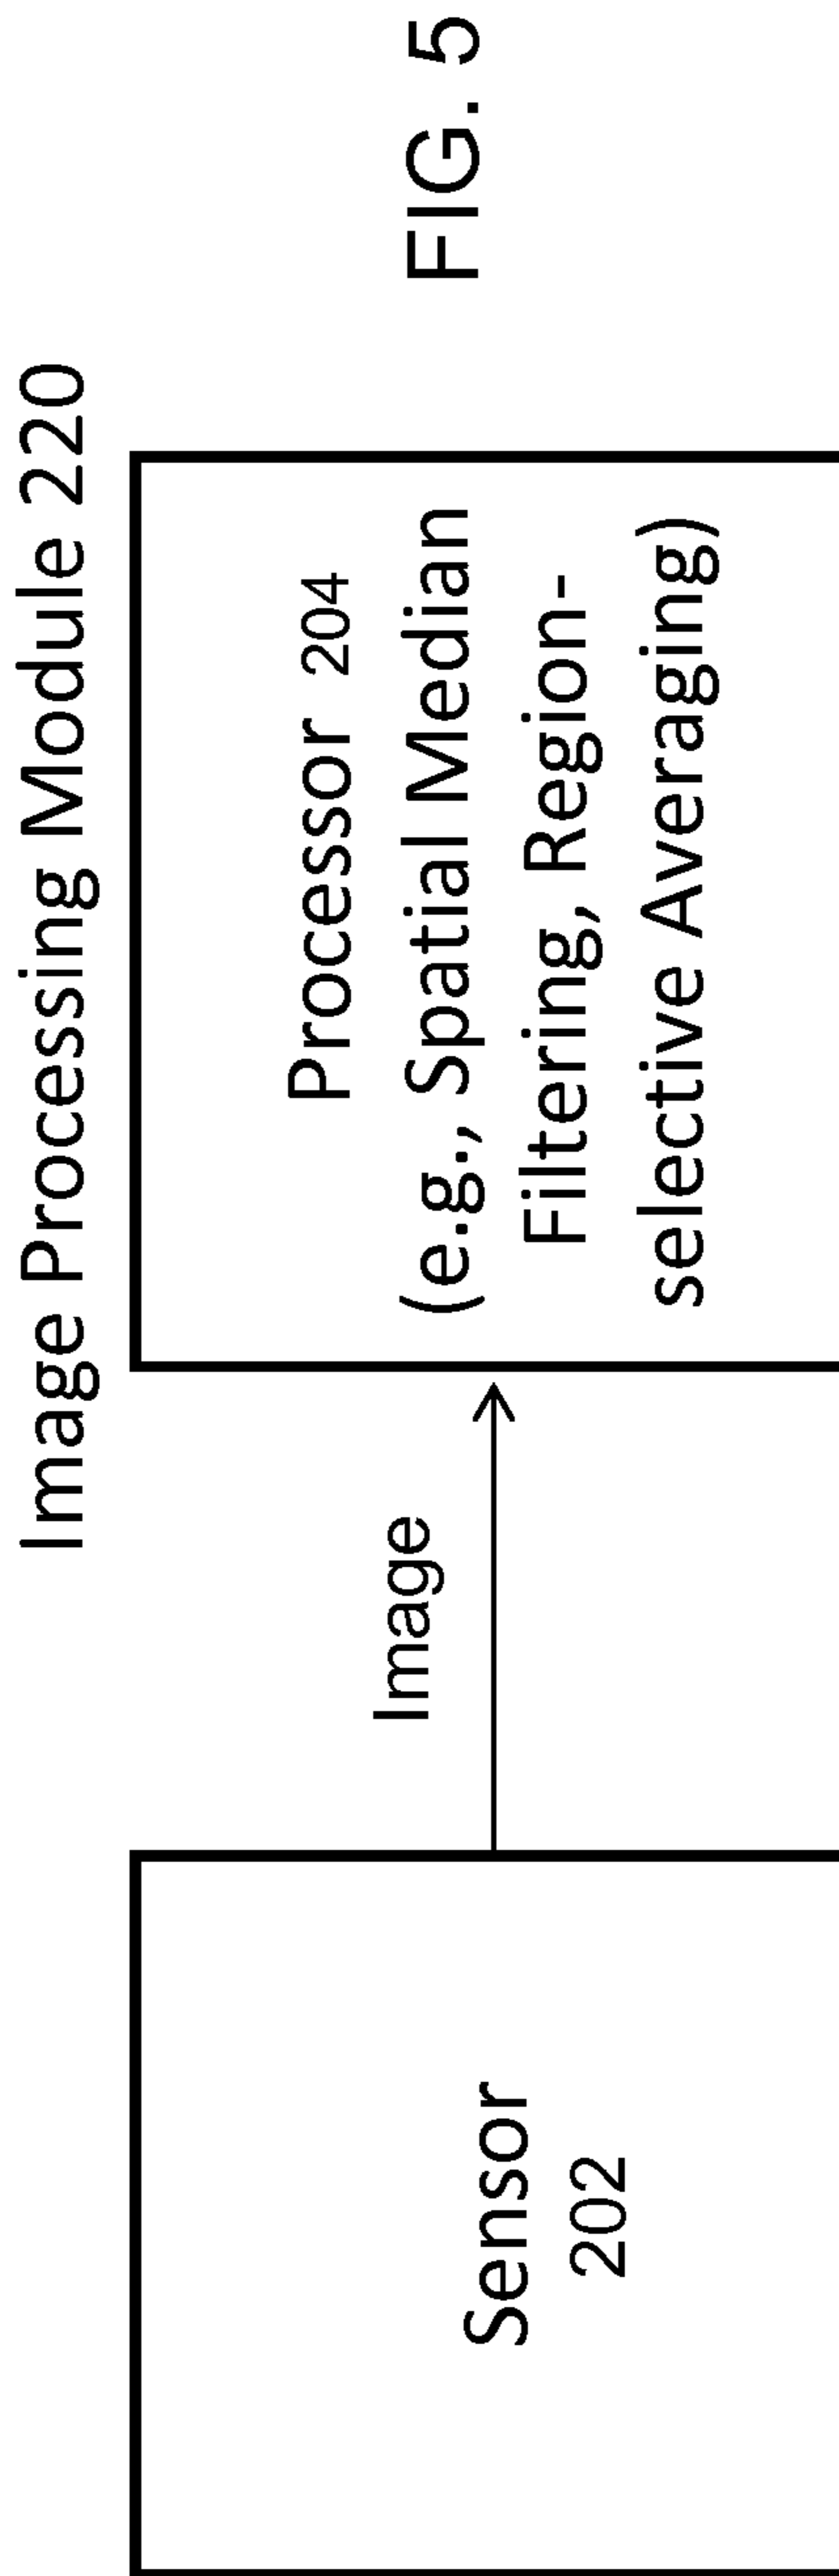 Image Processing Module 220
Sensor
202
Image
Processor 204
(e.g., Spatial Median
Filtering, Region-
selective Averaging)
FIG. 5